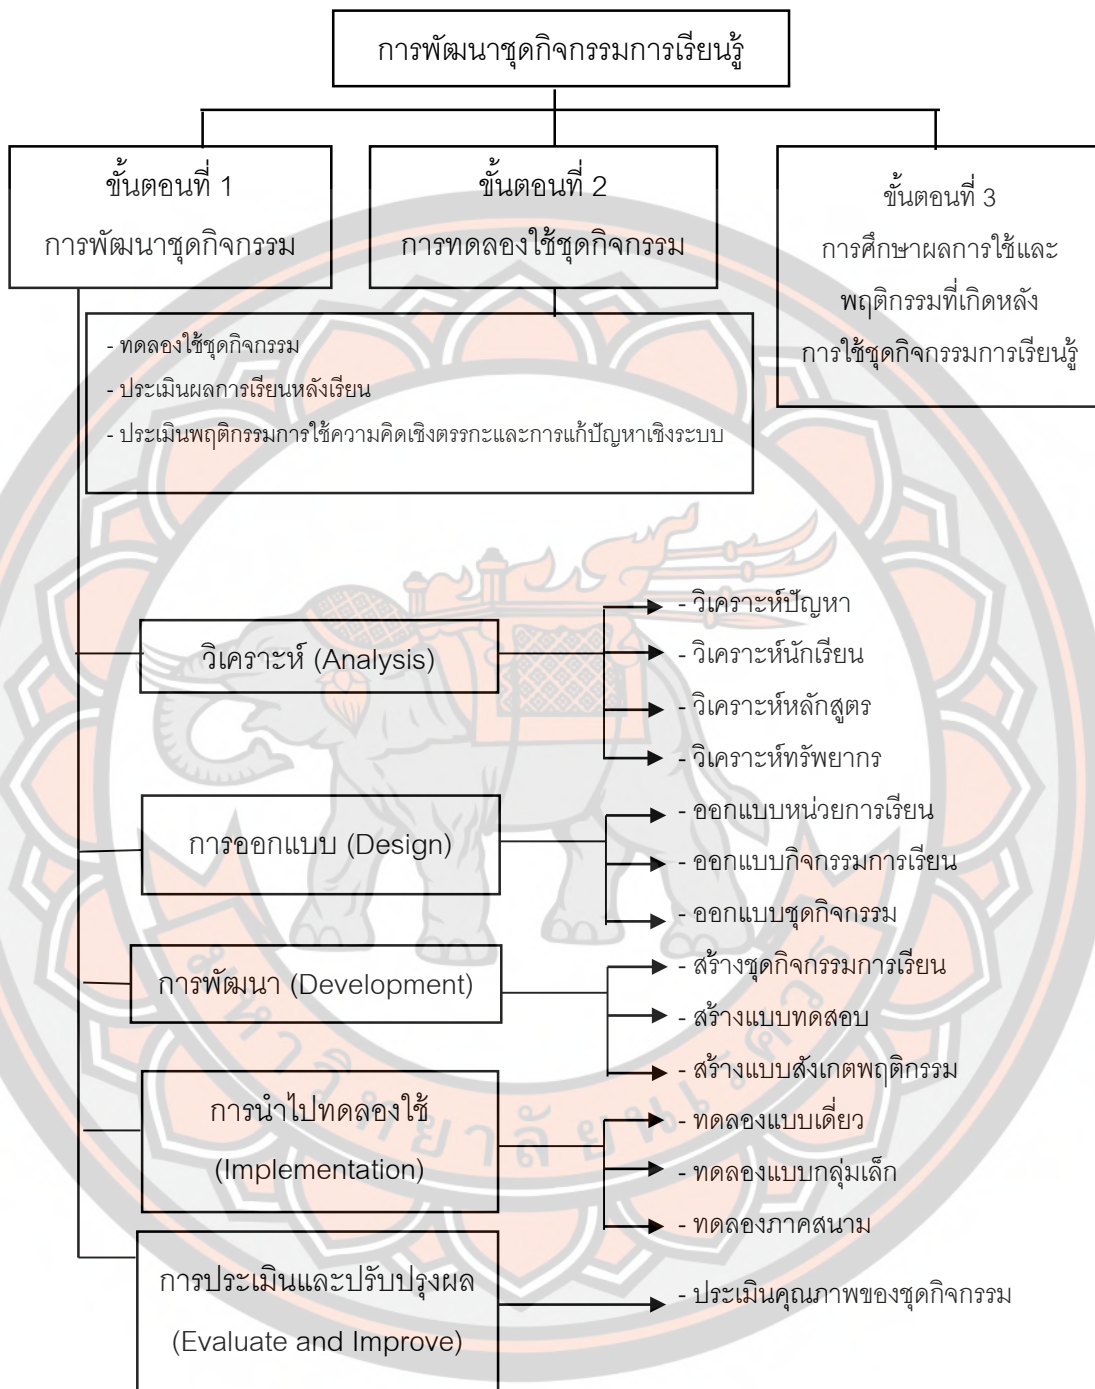 การพัฒนาชุดกิจกรรมการเรียนรู้
ขั้นตอนที่ 1
การพัฒนาชุดกิจกรรม
ขั้นตอนที่ 2
การทดลองใช้ชุดกิจกรรม
ขั้นตอนที่ 3
การศึกษาผลการใช้และ
พฤติกรรมที่เกิดหลัง
การใช้ชุดกิจกรรมการเรียนรู้
- ทดลองใช้ชุดกิจกรรม
- ประเมินผลการเรียนหลังเรียน
- ประเมินพฤติกรรมการใช้ความคิดเชิงตรรกะและการแก้ปัญหาเชิงระบบ
วิเคราะห์ (Analysis)
- วิเคราะห์ปัญหา
- วิเคราะห์นักเรียน
- วิเคราะห์หลักสูตร
- วิเคราะห์ทรัพยากร
การออกแบบ (Design)
- ออกแบบหน่วยการเรียน
- ออกแบบกิจกรรมการเรียน
- ออกแบบชุดกิจกรรม
การพัฒนา (Development)
- สร้างชุดกิจกรรมการเรียน
- สร้างแบบทดสอบ
- สร้างแบบสังเกตพฤติกรรม
การนำไปทดลองใช้
(Implementation)
- ทดลองแบบเดี่ยว
- ทดลองแบบกลุ่มเล็ก
- ทดลองภาคสนาม
การประเมินและปรับปรุงผล
(Evaluate and Improve)
- ประเมินคุณภาพของชุดกิจกรรม
มหาวิทยาลัยนเรศวร